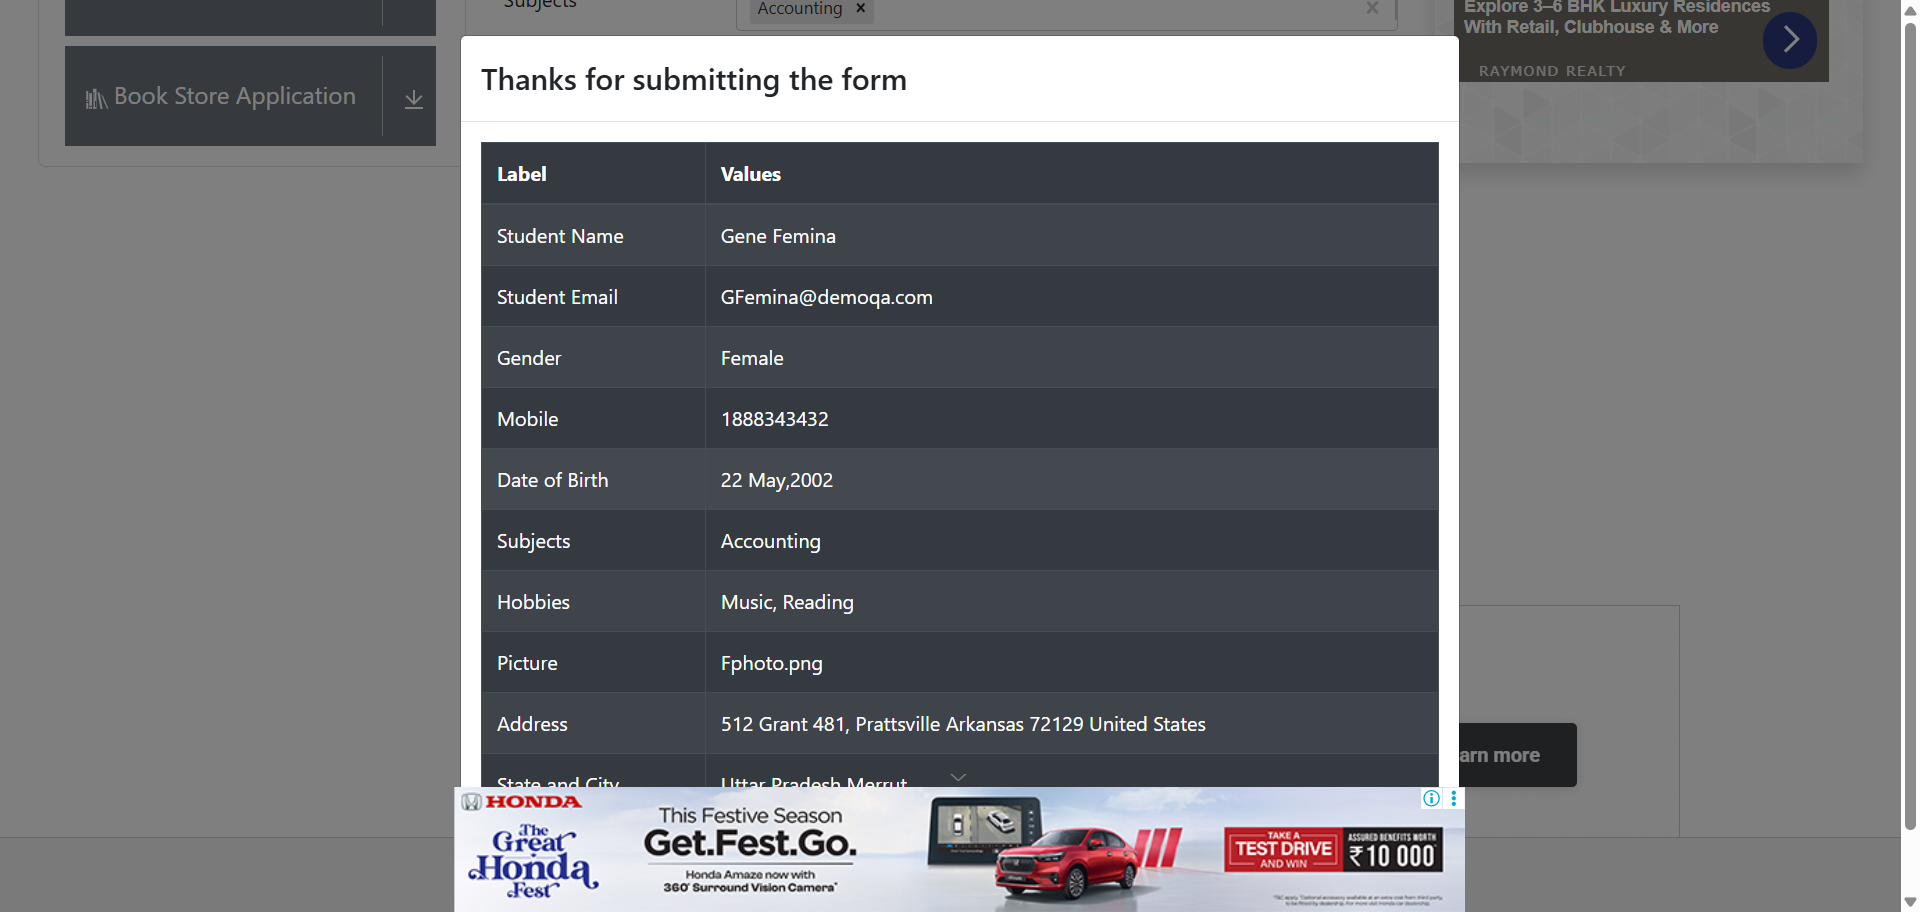 Subjects
Accounting ×
Explore 3–6 BHK Luxury Residences
With Retail, Clubhouse & More
RAYMOND REALTY
Book Store Application
Thanks for submitting the form
Label Values
Student Name Gene Femina
Student Email GFemina@demoqa.com
Gender Female
Mobile 1888343432
Date of Birth 22 May,2002
Subjects Accounting
Hobbies Music, Reading
Picture Fphoto.png
Address 512 Grant 481, Prattsville Arkansas 72129 United States
State and City Uttar Pradesh Merrut
arn more
HONDA
The
Great
Honda
Fest
This Festive Season
Get.Fest.Go.
Honda Amaze now with
360° Surround Vision Camera*
TAKE A
TEST DRIVE
AND WIN
ASSURED BENEFITS WORTH
₹10 000*